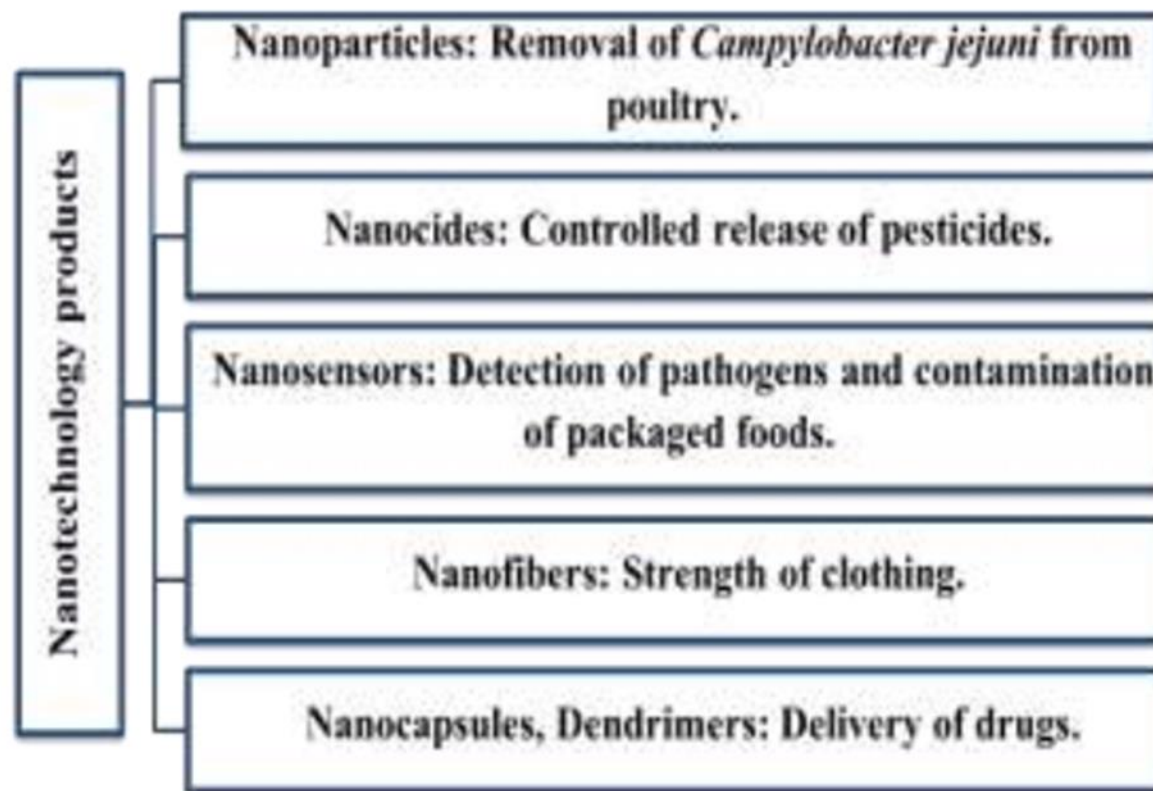 Nanotechnology products
Nanoparticles: Removal of Campylobacter jejuni from
poultry.
Nanocides: Controlled release of pesticides.
Nanosensors: Detection of pathogens and contamination
of packaged foods.
Nanofibers: Strength of clothing.
Nanocapsules, Dendrimers: Delivery of drugs.